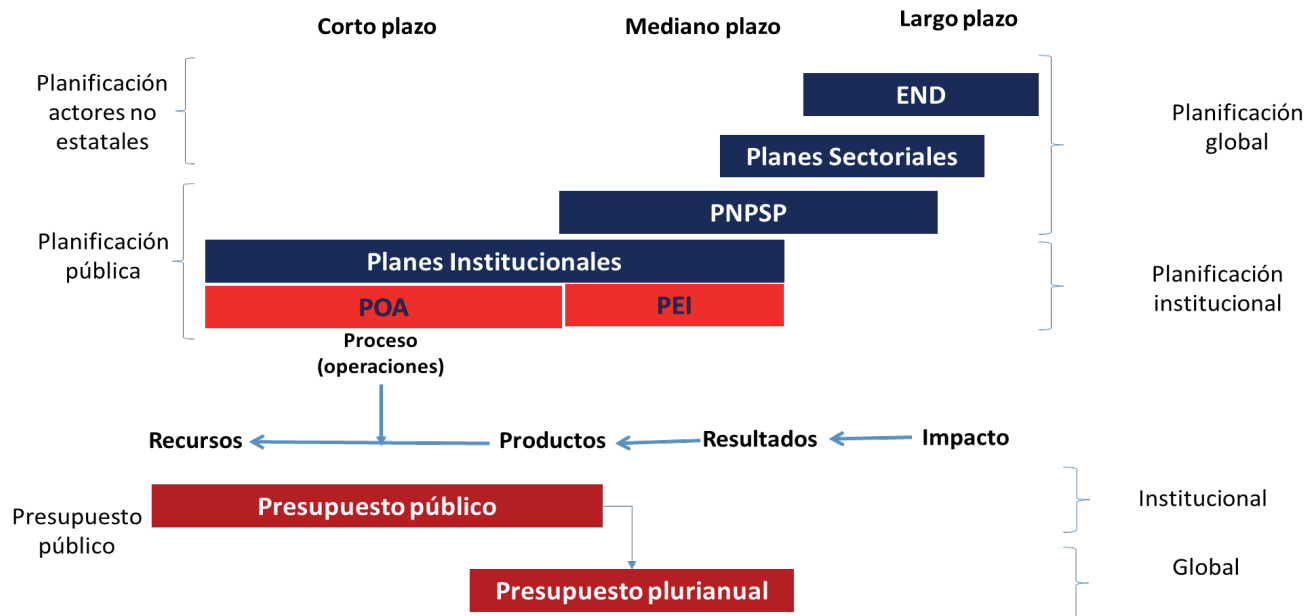 Corto plazo
Mediano plazo
Largo plazo
Planificación
actores no
estatales
END
Planificación
global
Planes Sectoriales
PNPSP
Planificación
pública
Planes Institucionales
Planificación
institucional
POA
PEI
Proceso
(operaciones)
Recursos
Productos
Resultados
Impacto
Presupuesto
público
Presupuesto público
Institucional
Presupuesto plurianual
Global